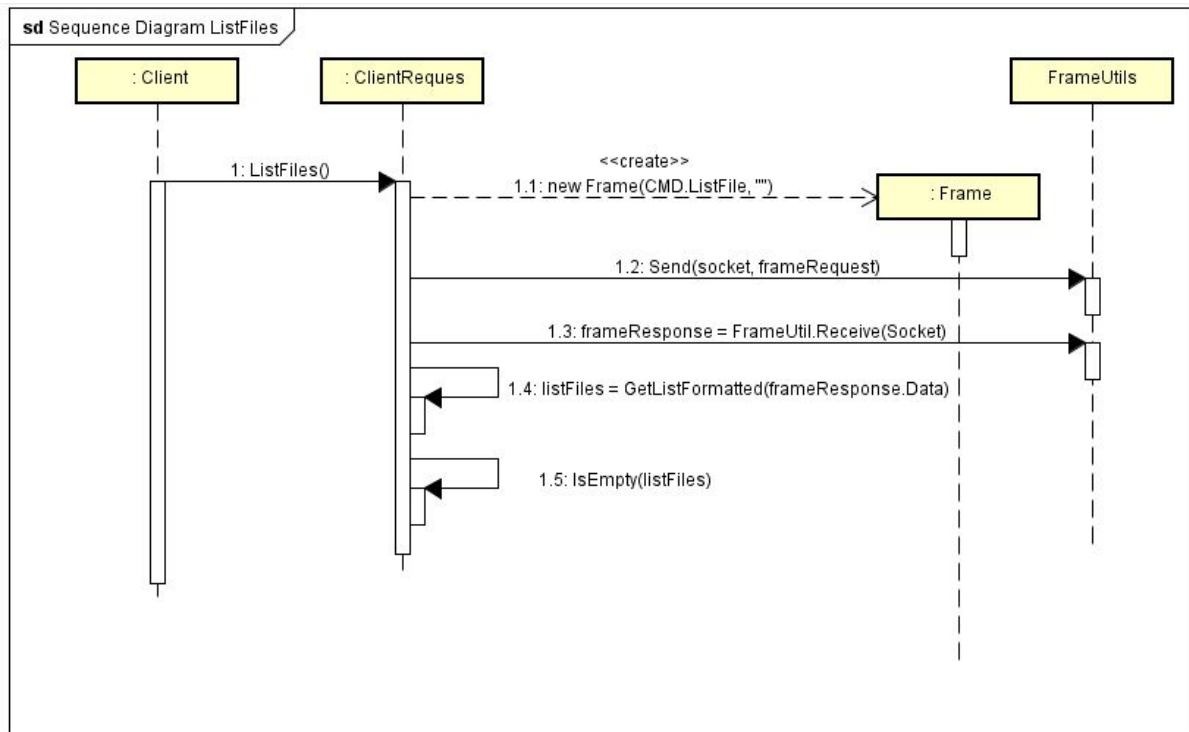 sd Sequence Diagram ListFiles
: Client
: ClientReques
FrameUtils
1: ListFiles()
<<create>>
1.1: new Frame(CMD.ListFile, "")
: Frame
1.2: Send(socket, frameRequest)
1.3: frameResponse = FrameUtil.Receive(Socket)
1.4: listFiles = GetListFormatted(frameResponse.Data)
1.5: IsEmpty(listFiles)